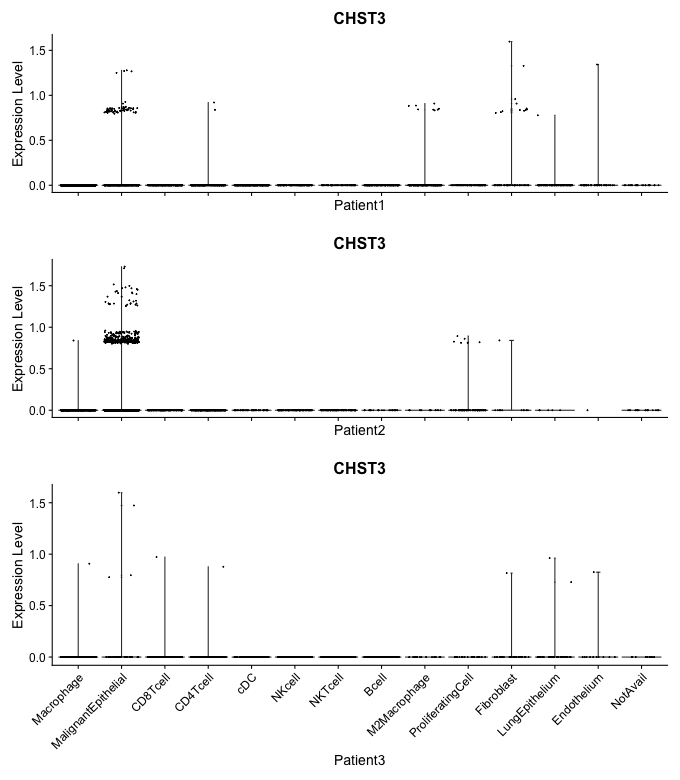 CHST3
Expression Level
1.5
1.0
0.5
0.0
Patient1
CHST3
Expression Level
1.5
1.0
0.5
0.0
Patient2
CHST3
Expression Level
1.5
1.0
0.5
0.0
Macrophage
MalignantEpithelial
CD8Tcell
CD4Tcell
cDC
NKcell
NKTcell
Bcell
M2Macrophage
ProliferatingCell
Fibroblast
LungEpithelium
Endothelium
NotAvail
Patient3